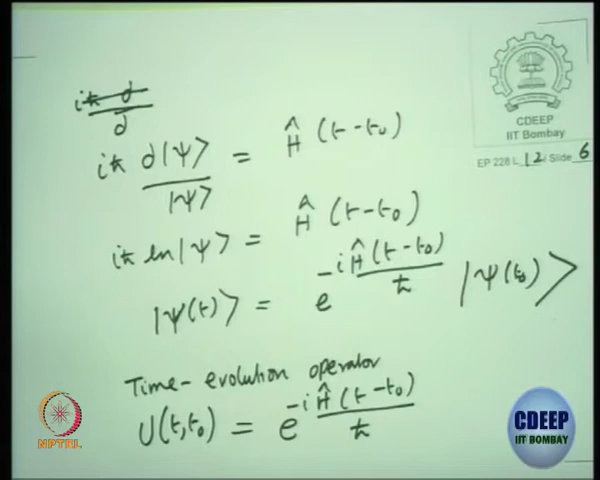 iħ d
d
CDEEP
IIT Bombay
EP 228 L 12 / Slide 6
iħ d|ψ> / |ψ> = Ĥ (t - t₀)
iħ ln|ψ> = Ĥ (t - t₀)
|ψ(t)> = e^{-iĤ(t-t₀)/ħ} |ψ(t₀)>
Time-evolution operator
U(t,t₀) = e^{-iĤ(t-t₀)/ħ}
NPTEL
CDEEP
IIT BOMBAY